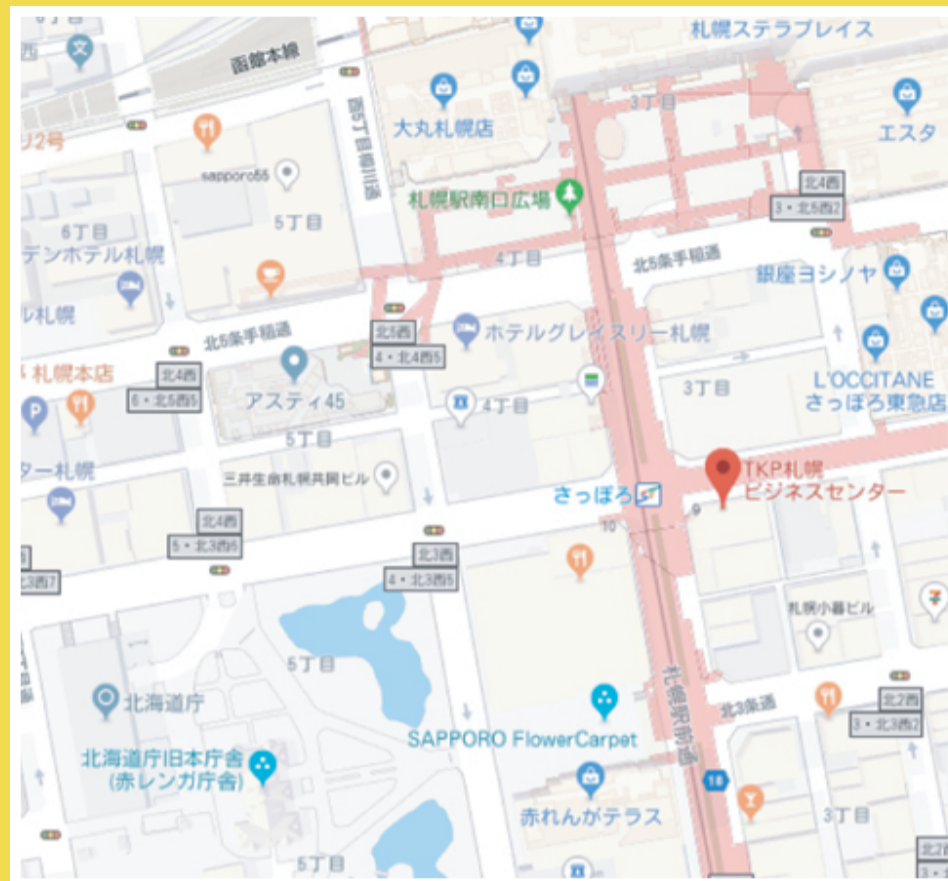 6丁目
文
函館本線
大丸札幌店
札幌ステラプレイス
3丁目
エスタ
リ2号
sapporo55
西5丁目樽川通
札幌駅南口広場
北4西
3・北5西2
5丁目
6丁目
デンホテル札幌
4丁目
北5条手稲通
銀座ヨシノヤ
ル札幌
北5条手稲通
北5西
4・北4西5
ホテルグレイスリー札幌
札幌本店
北4西
6・北5西5
アスティ45
4丁目
3丁目
L'OCCITANE
さっぽろ東急店
P
5丁目
ター札幌
三井生命札幌共同ビル
TKP札幌
ビジネスセンター
さっぽろ
9
10
北4西
5・北3西6
北3西
4・北3西5
北3西7
札幌小暮ビル
7
5丁目
北海道庁
札幌駅前通
北3条通
北2西
3・北3西2
SAPPORO FlowerCarpet
北海道庁旧本庁舎
(赤レンガ庁舎)
18
赤れんがテラス
3丁目
5丁目
北2西